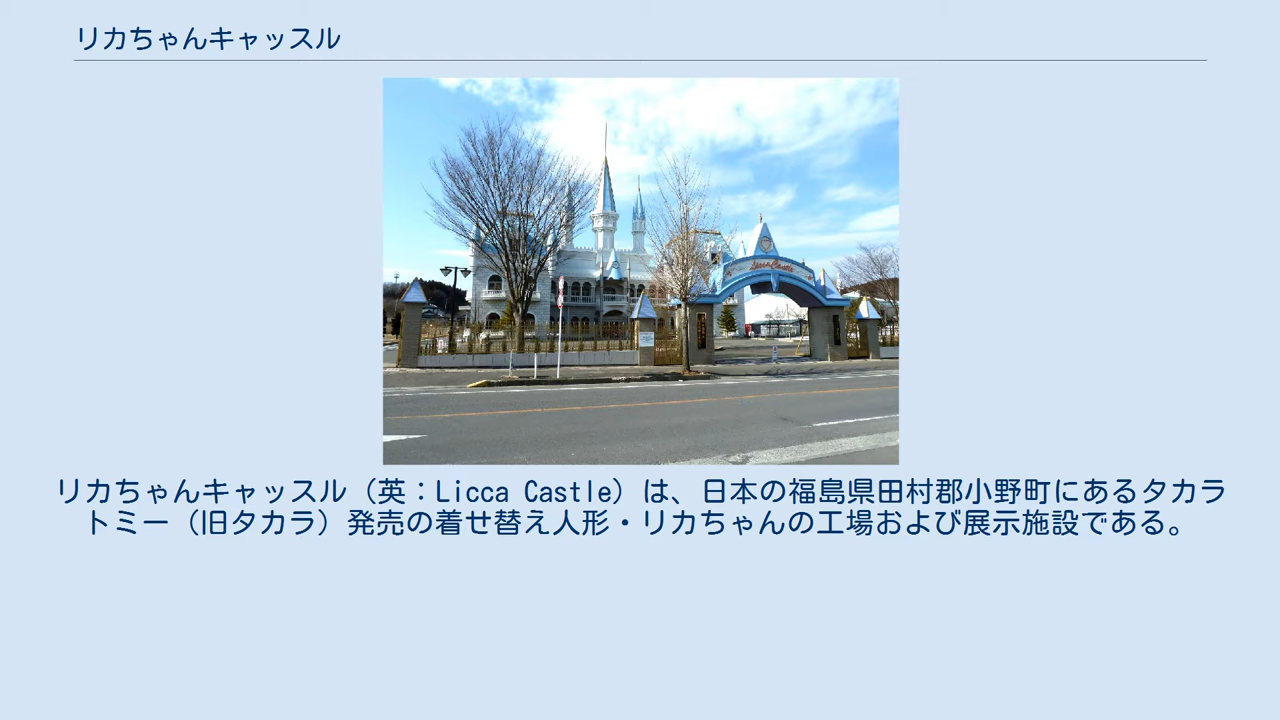 リカちゃんキャッスル
Licca Castle
リカちゃんキャッスル（英：Licca Castle）は、日本の福島県田村郡小野町にあるタカラ
トミー（旧タカラ）発売の着せ替え人形・リカちゃんの工場および展示施設である。